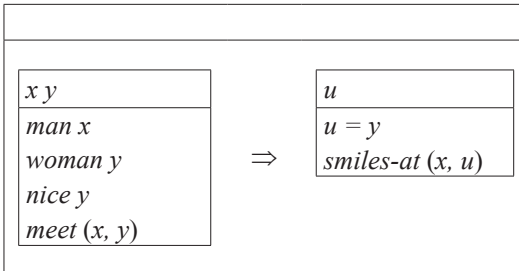 x y
man x
woman y
nice y
meet (x, y)
⇒
u
u = y
smiles-at (x, u)